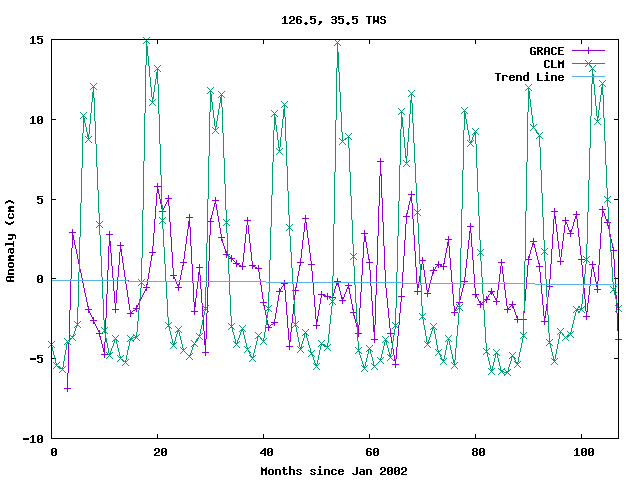 126.5, 35.5 TWS
GRACE
CLM
Trend Line
15
10
5
0
-5
-10
Anomaly (cm)
0 20 40 60 80 100
Months since Jan 2002